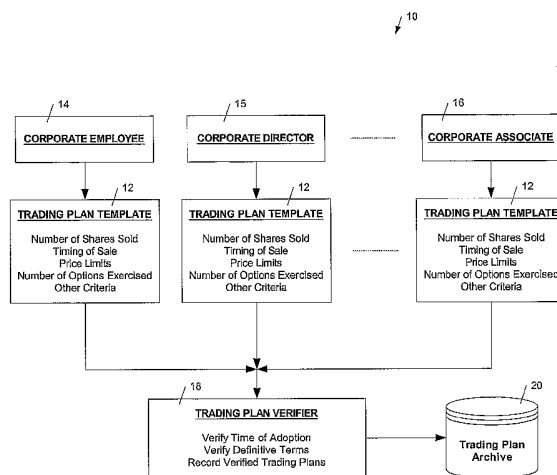 10
14
15
16
CORPORATE EMPLOYEE
CORPORATE DIRECTOR
CORPORATE ASSOCIATE
12
12
12
TRADING PLAN TEMPLATE
Number of Shares Sold
Timing of Sale
Price Limits
Number of Options Exercised
Other Criteria
TRADING PLAN TEMPLATE
Number of Shares Sold
Timing of Sale
Price Limits
Number of Options Exercised
Other Criteria
TRADING PLAN TEMPLATE
Number of Shares Sold
Timing of Sale
Price Limits
Number of Options Exercised
Other Criteria
18
TRADING PLAN VERIFIER
Verify Time of Adoption
Verify Definitive Terms
Record Verified Trading Plans
20
Trading Plan
Archive